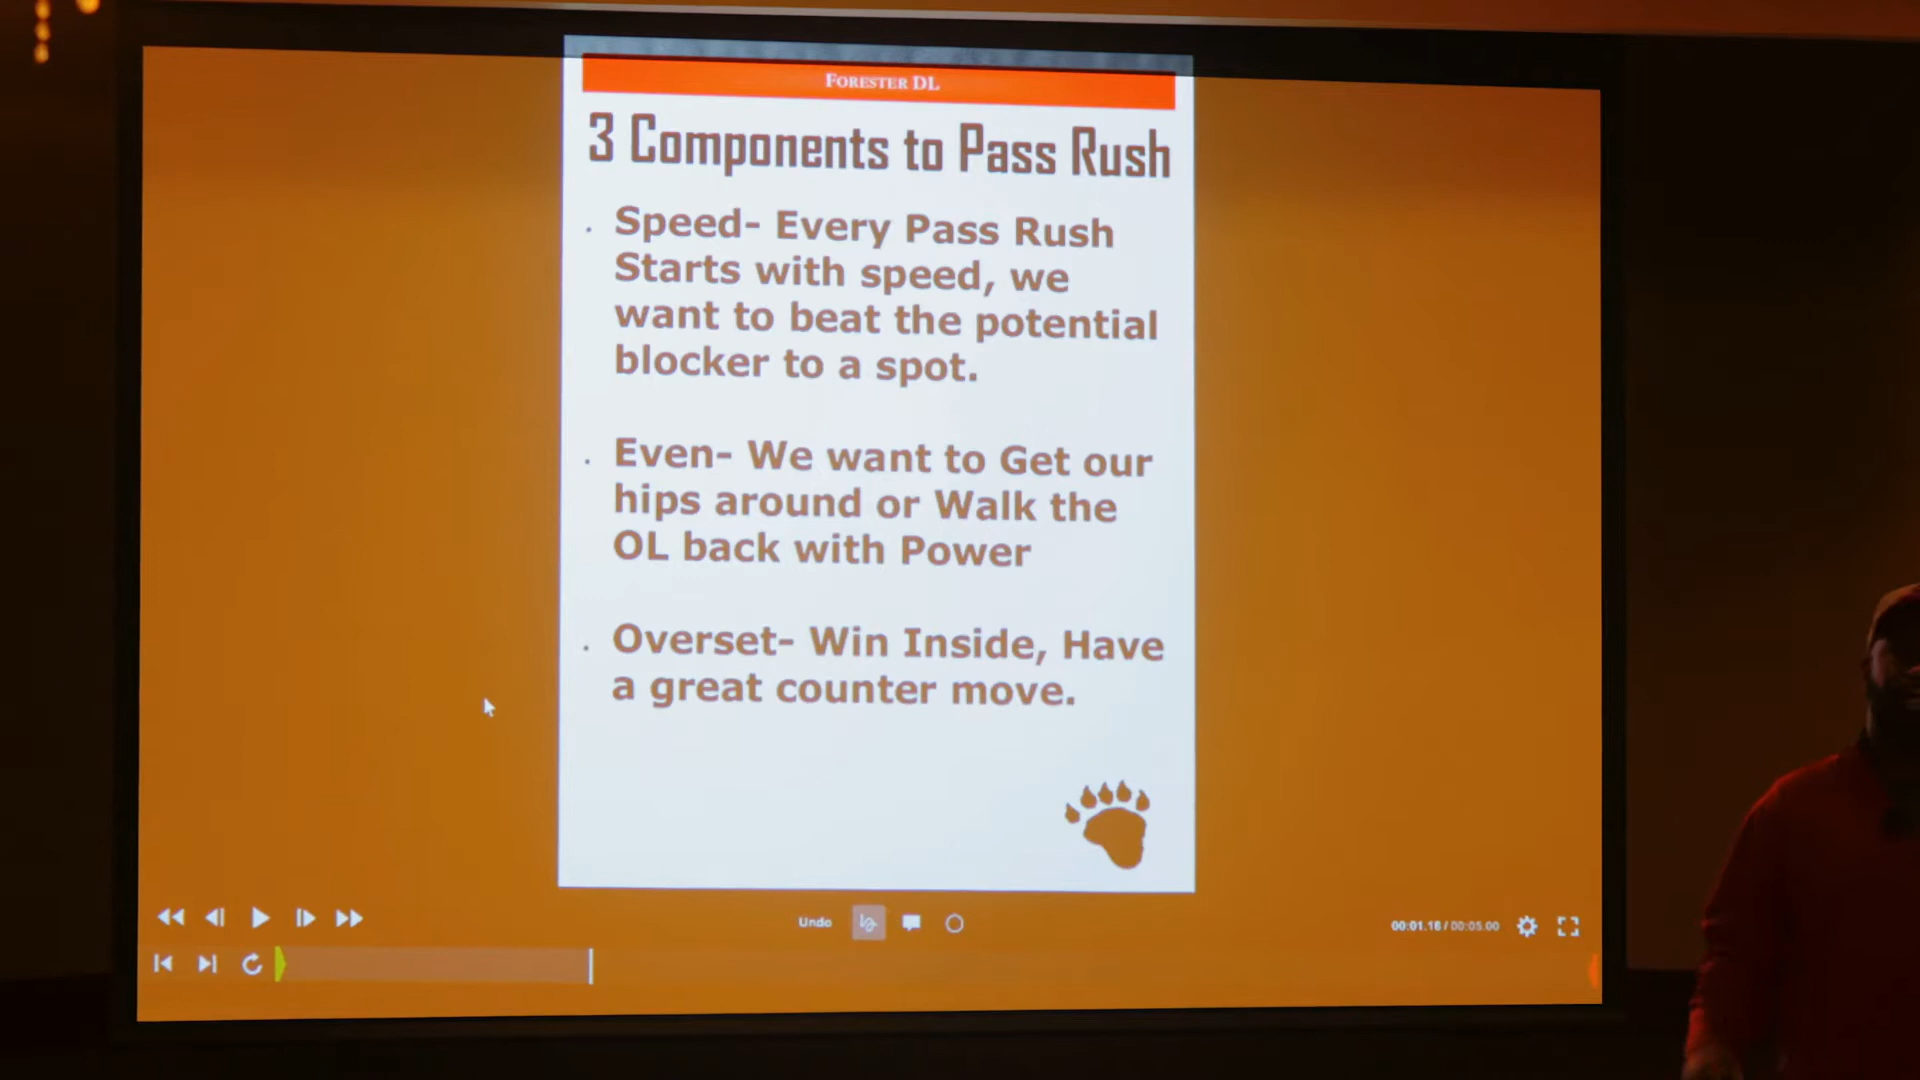 FORESTER DL
3 Components to Pass Rush
. Speed- Every Pass Rush
Starts with speed, we
want to beat the potential
blocker to a spot.
. Even- We want to Get our
hips around or Walk the
OL back with Power
. Overset- Win Inside, Have
a great counter move.
Undo
00:01.16 / 00:05.00